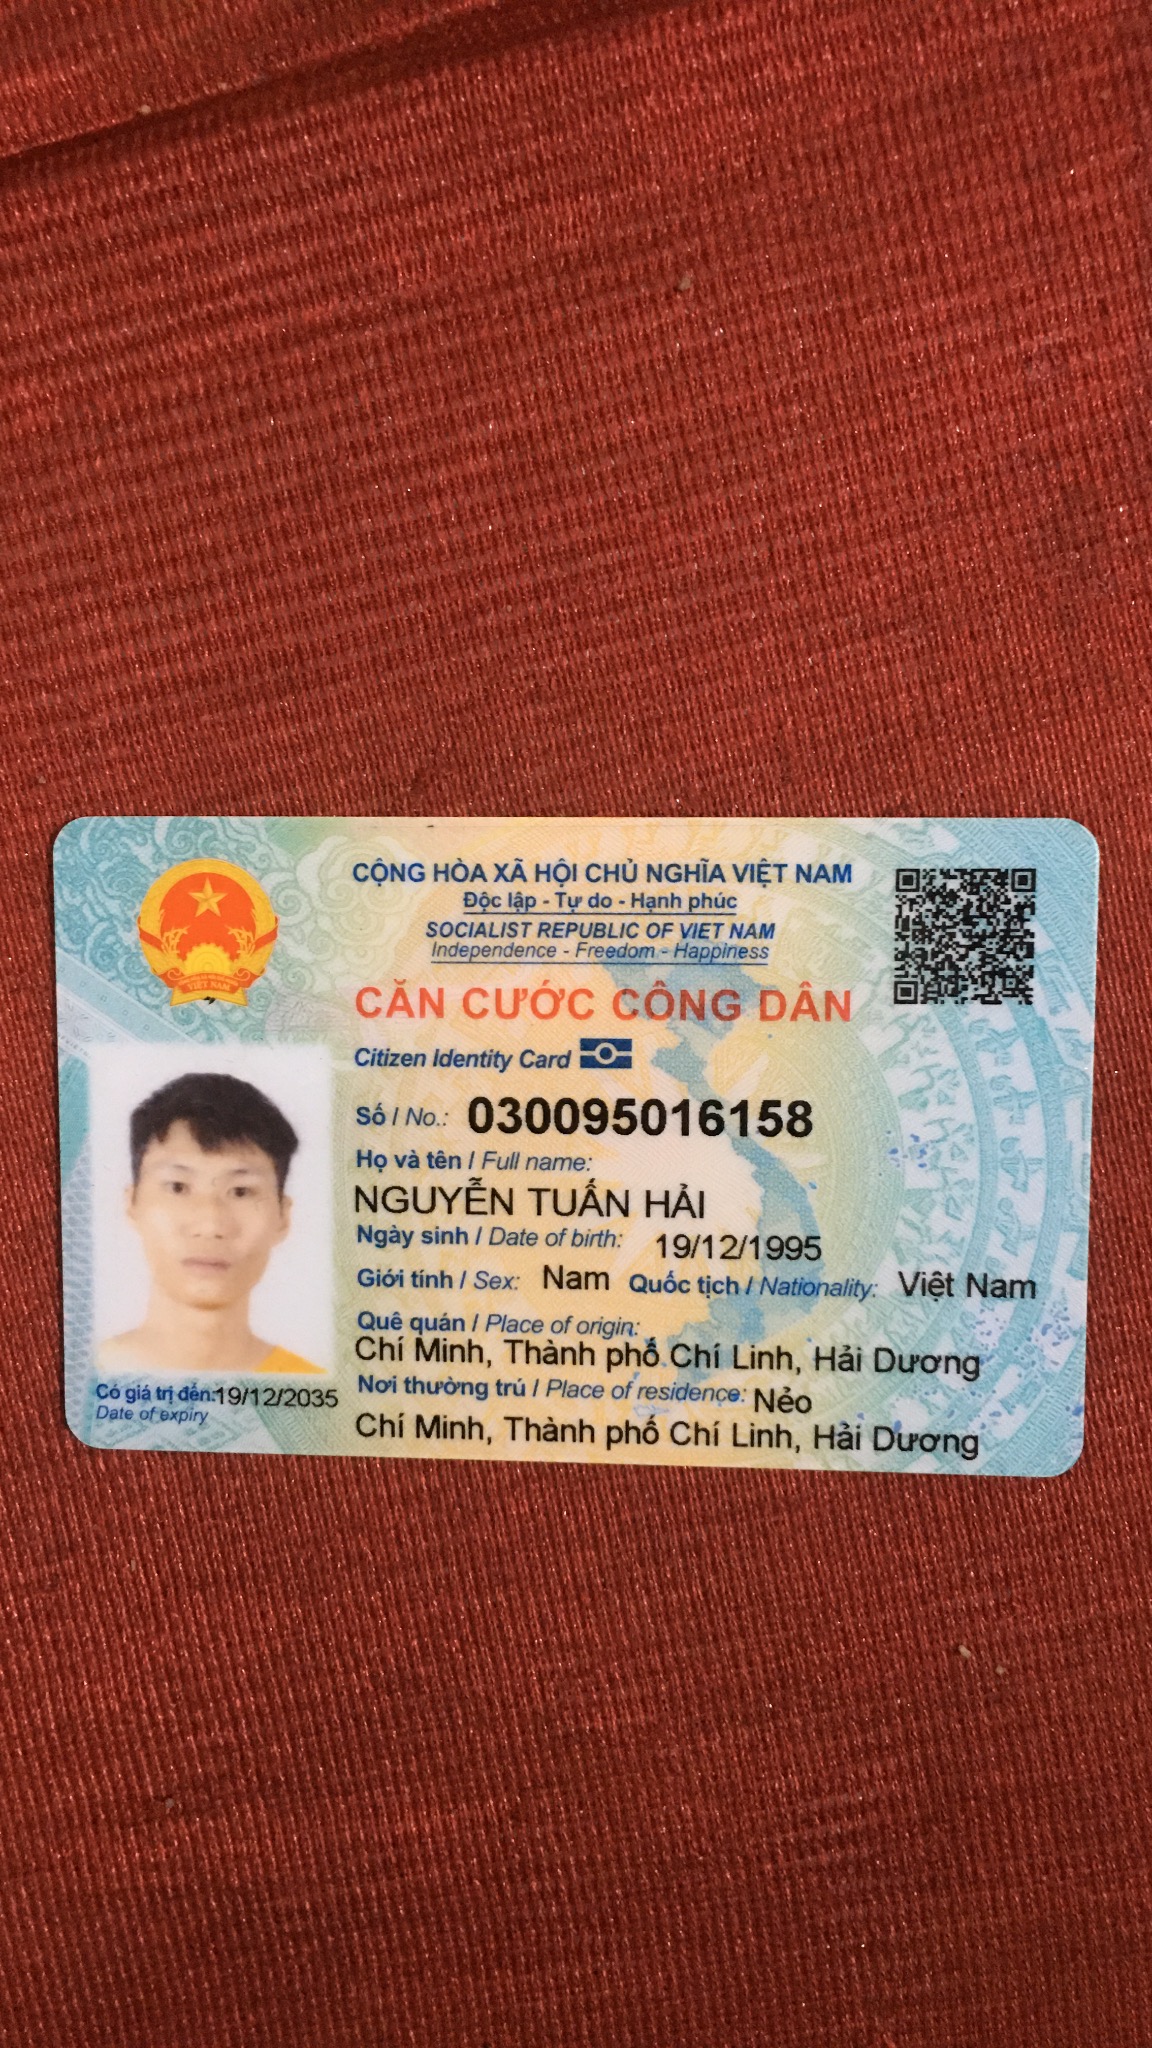 CỘNG HÒA XÃ HỘI CHỦ NGHĨA VIỆT NAM
Độc lập - Tự do - Hạnh phúc
SOCIALIST REPUBLIC OF VIET NAM
Independence - Freedom - Happiness
CĂN CƯỚC CÔNG DÂN
Citizen Identity Card
Số / No.: 030095016158
Họ và tên / Full name:
NGUYỄN TUẤN HẢI
Ngày sinh / Date of birth: 19/12/1995
Giới tính / Sex: Nam Quốc tịch / Nationality: Việt Nam
Quê quán / Place of origin:
Chí Minh, Thành phố Chí Linh, Hải Dương
Nơi thường trú / Place of residence: Nẻo
Chí Minh, Thành phố Chí Linh, Hải Dương
Có giá trị đến: 19/12/2035
Date of expiry
VIỆT NAM